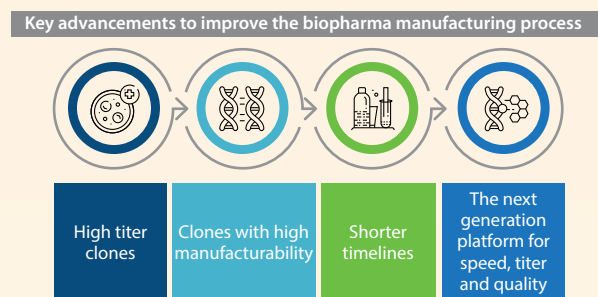 Key advancements to improve the biopharma manufacturing process
High titer
clones
Clones with high
manufacturability
Shorter
timelines
The next
generation
platform for
speed, titer
and quality